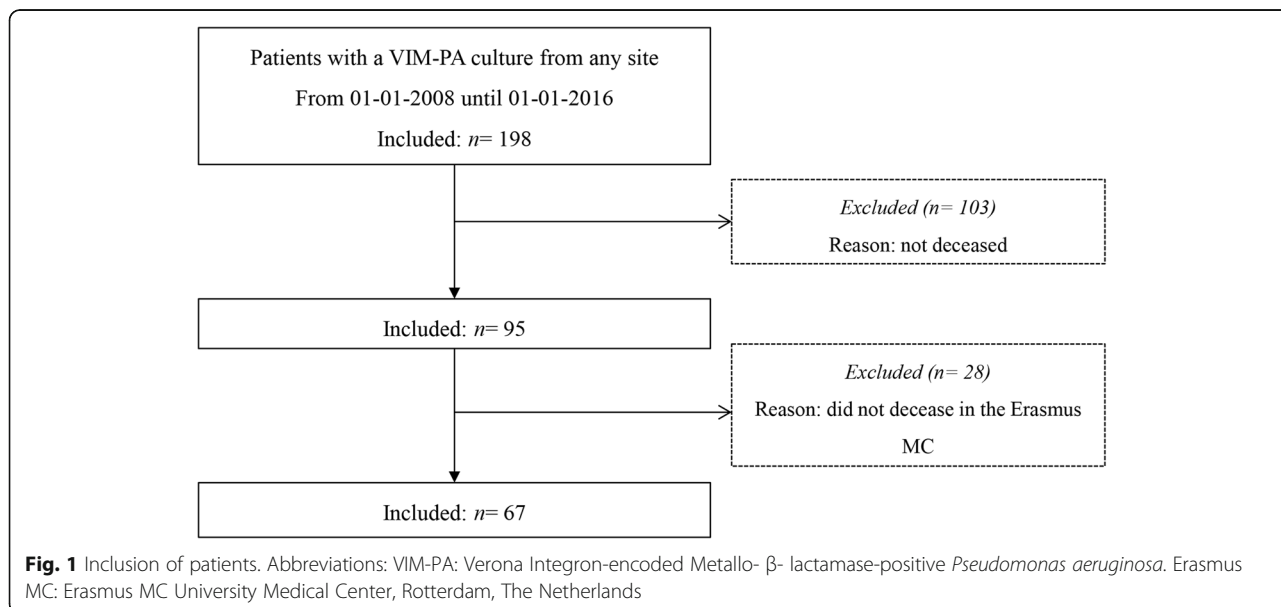 Patients with a VIM-PA culture from any site
From 01-01-2008 until 01-01-2016
Included: n= 198
Excluded (n= 103)
Reason: not deceased
Included: n= 95
Excluded (n= 28)
Reason: did not decease in the Erasmus
MC
Included: n= 67
Fig. 1 Inclusion of patients. Abbreviations: VIM-PA: Verona Integron-encoded Metallo- β- lactamase-positive Pseudomonas aeruginosa. Erasmus
MC: Erasmus MC University Medical Center, Rotterdam, The Netherlands